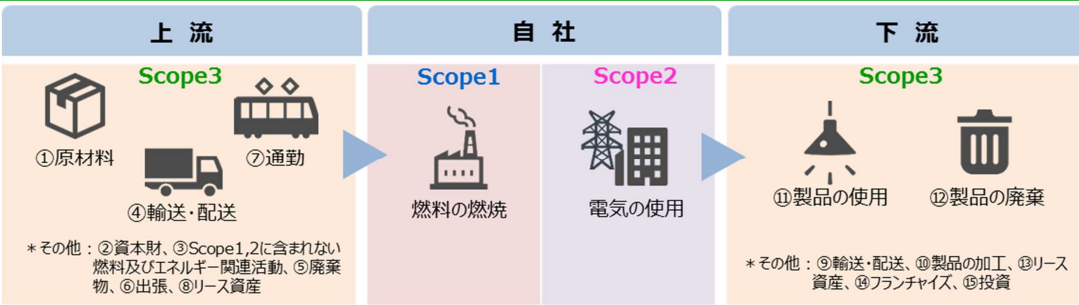 上 流
自 社
下 流
Scope3
①原材料
⑦通勤
④輸送・配送
＊その他：②資本財、③Scope1,2に含まれない
燃料及びエネルギー関連活動、⑤廃棄
物、⑥出張、⑧リース資産
Scope1
燃料の燃焼
Scope2
電気の使用
Scope3
⑪製品の使用
⑫製品の廃棄
＊その他：⑨輸送・配送、⑩製品の加工、⑬リース
資産、⑭フランチャイズ、⑮投資